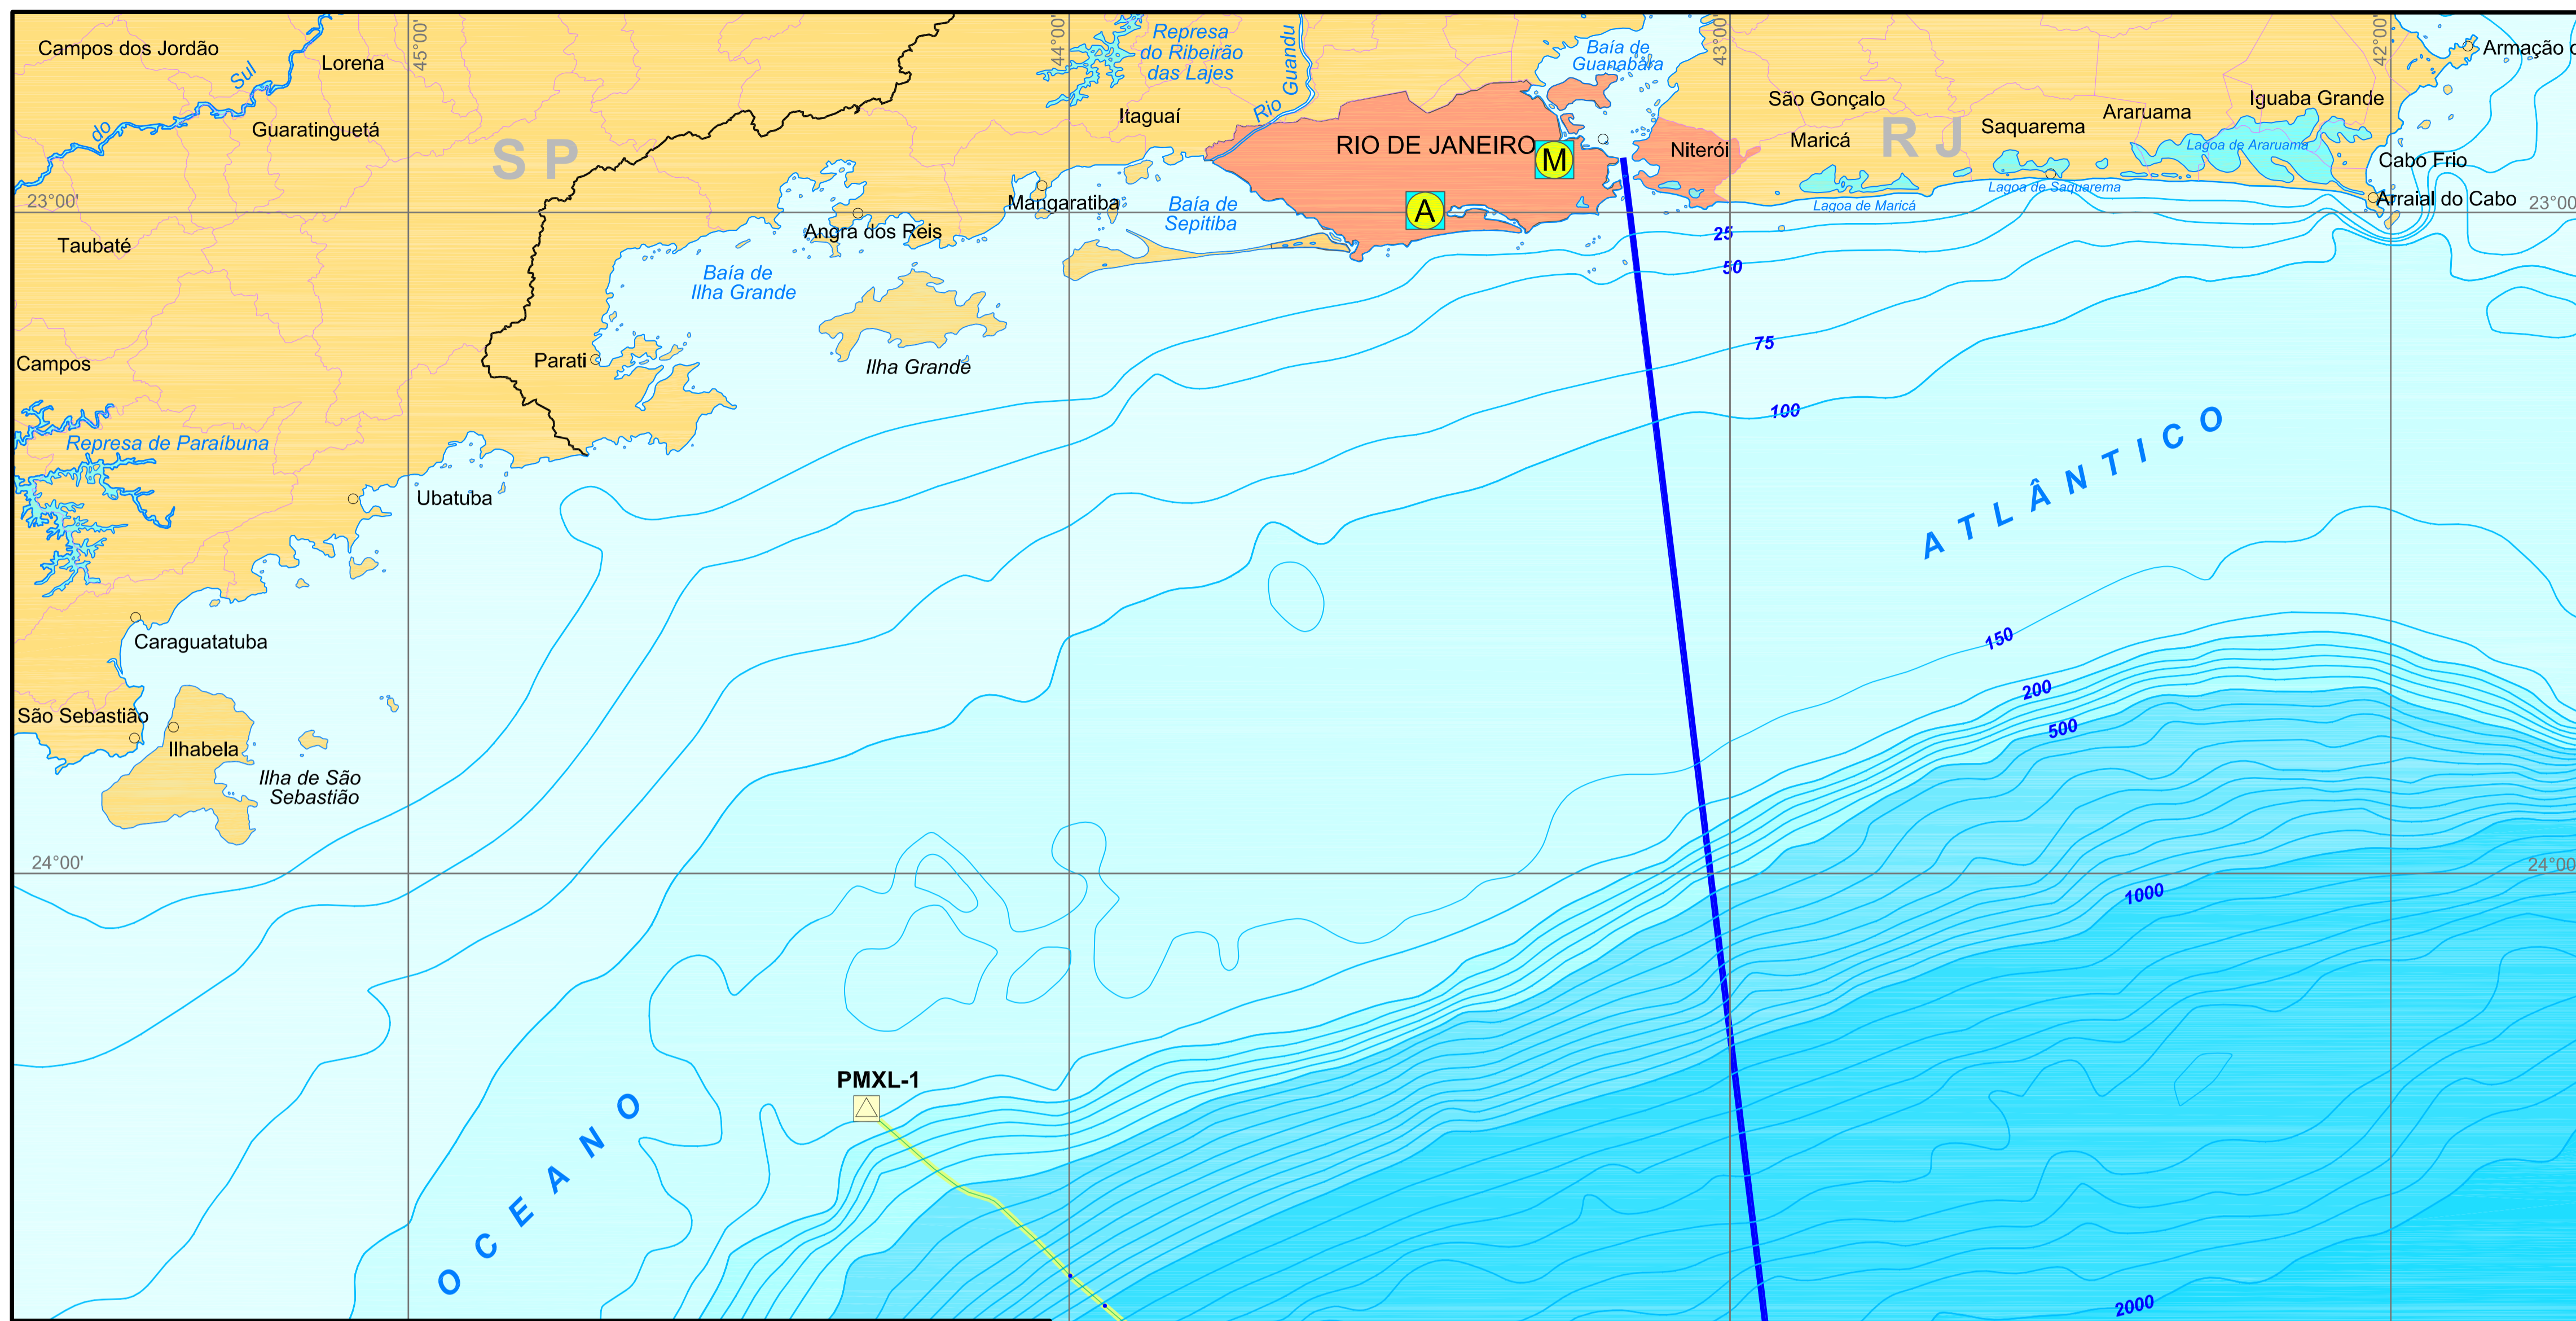 Campos dos Jordão
Lorena
45°00'
44°00'
Represa
do Ribeirão
das Lajes
Rio Guandu
Baía de
Guanabara
43°00'
42°00'
Armação d
Sul
do
Guaratinguetá
SP
Itaguaí
RIO DE JANEIRO
M
Niterói
São Gonçalo
Maricá
RJ
Saquarema
Araruama
Iguaba Grande
Lagoa de Araruama
Cabo Frio
Lagoa de Saquarema
Lagoa de Maricá
Arraial do Cabo
23°00'
23°00
Taubaté
Angra dos Reis
Mangaratiba
Baía de
Sepitiba
A
25
50
75
100
Baía de
Ilha Grande
Ilha Grande
Parati
Campos
Represa de Paraíbuna
Ubatuba
ATLÂNTICO
Caraguatatuba
150
200
500
São Sebastião
Ilhabela
Ilha de São
Sebastião
24°00'
24°00
1000
PMXL-1
OCEANO
2000